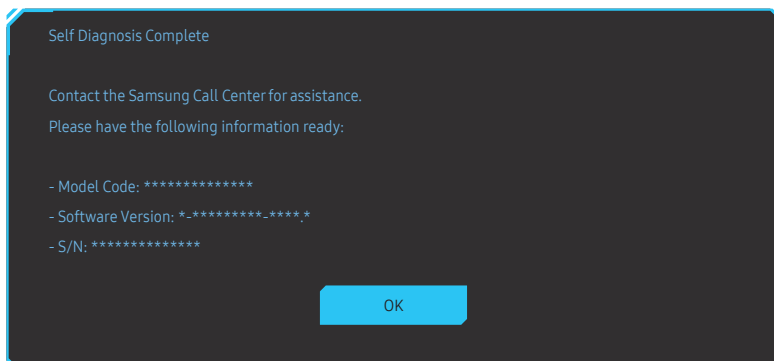 Self Diagnosis Complete
Contact the Samsung Call Center for assistance.
Please have the following information ready:
- Model Code: **************
- Software Version: *-*********-****.*
- S/N: **************
OK